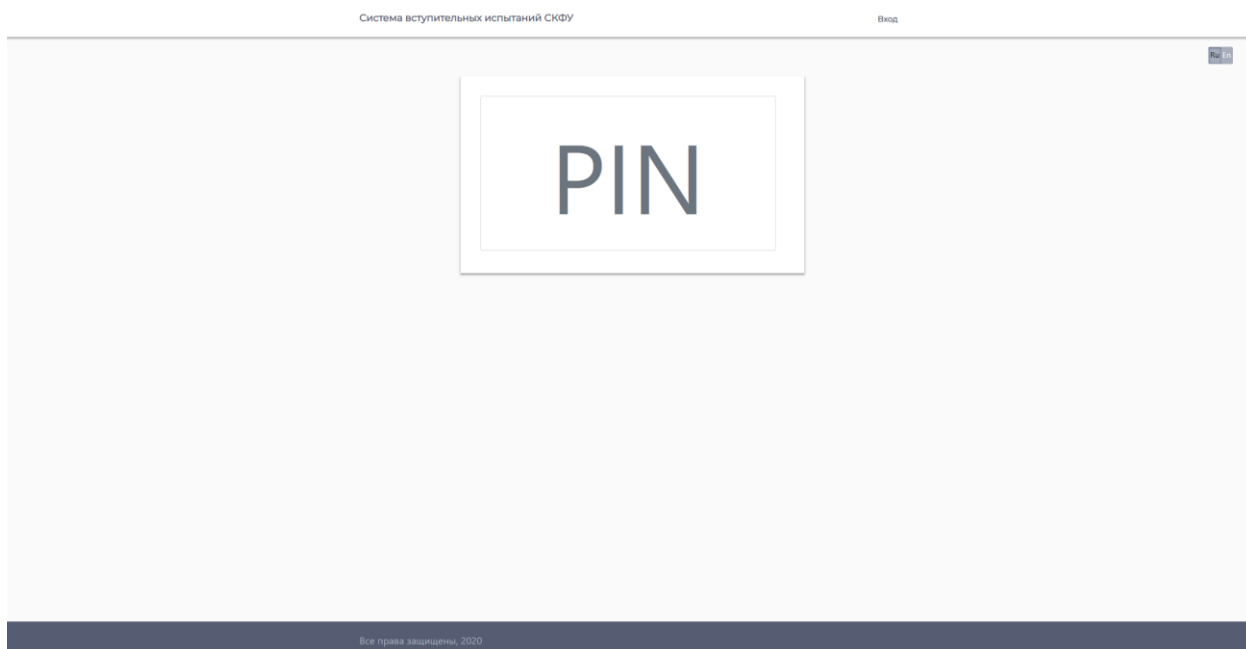 Система вступительных испытаний СКФУ
Вход
Ru En
PIN
Все права защищены, 2020